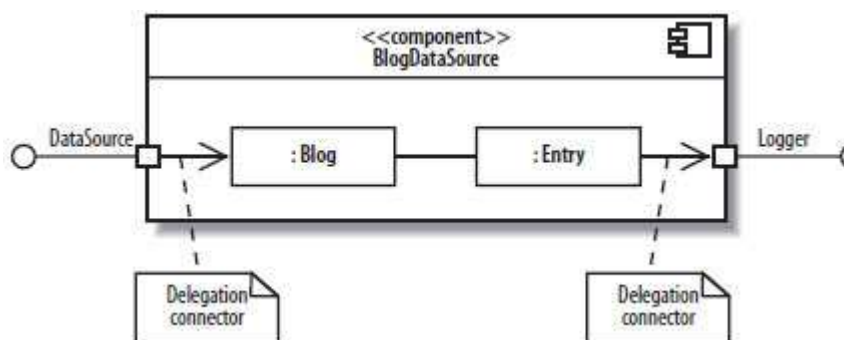 <<component>>
BlogDataSource
DataSource
: Blog
: Entry
Logger
Delegation
connector
Delegation
connector